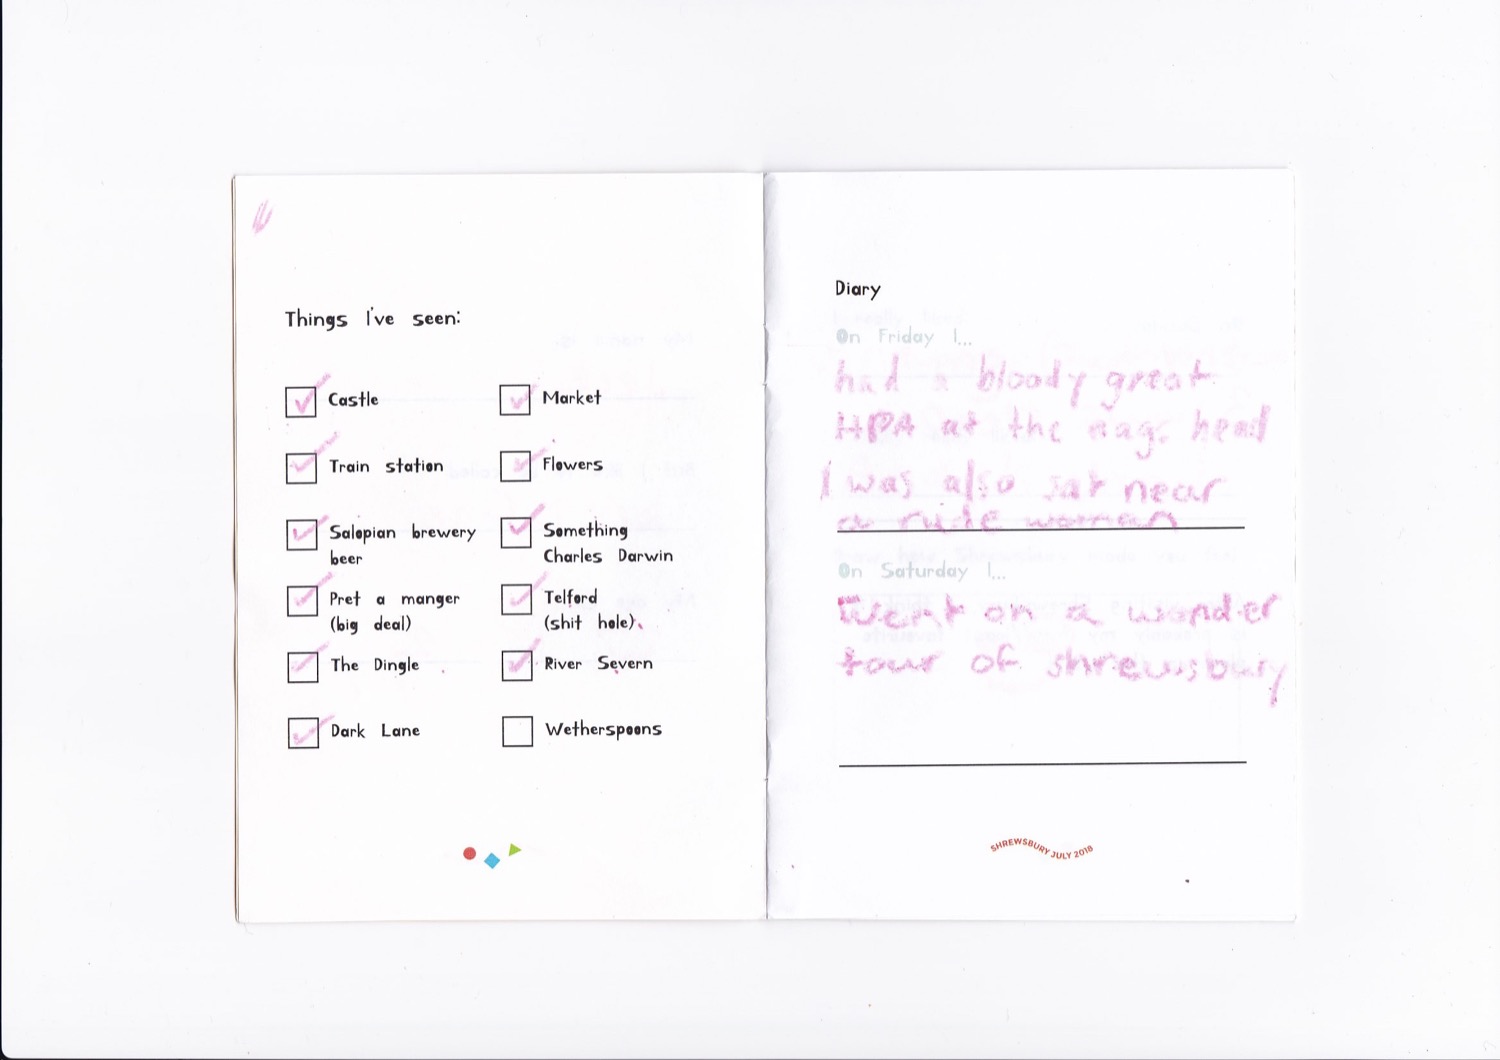 Things I've seen:
Castle
Train station
Salopian brewery
beer
Pret a manger
(big deal)
The Dingle
Dark Lane
Market
Flowers
Something
Charles Darwin
Telford
(shit hole).
River Severn
Wetherspoons
Diary
On Friday I...
had a bloody great
HPA at the nags head
I was also sat near
a rude woman
On Saturday I...
Went on a wonder
tour of shrewsbury
SHREWSBURY JULY 2018